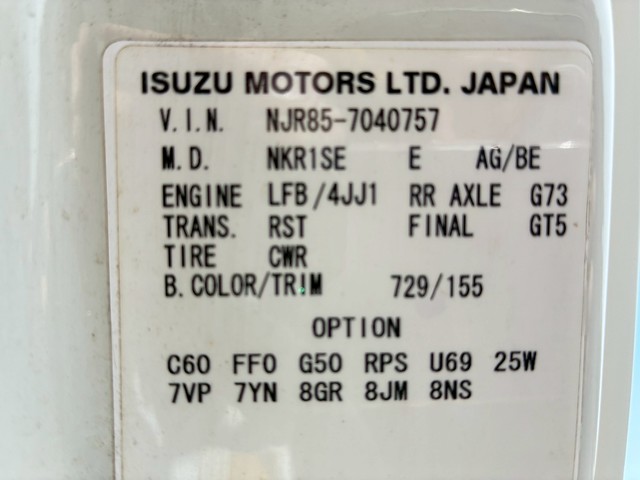 ISUZU MOTORS LTD. JAPAN
V.I.N. NJR85-7040757
M.D. NKR1SE E AG/BE
ENGINE LFB/4JJ1 RR AXLE G73
TRANS. RST FINAL GT5
TIRE CWR
B.COLOR/TRIM 729/155
OPTION
C60 FF0 G50 RPS U69 25W
7VP 7YN 8GR 8JM 8NS